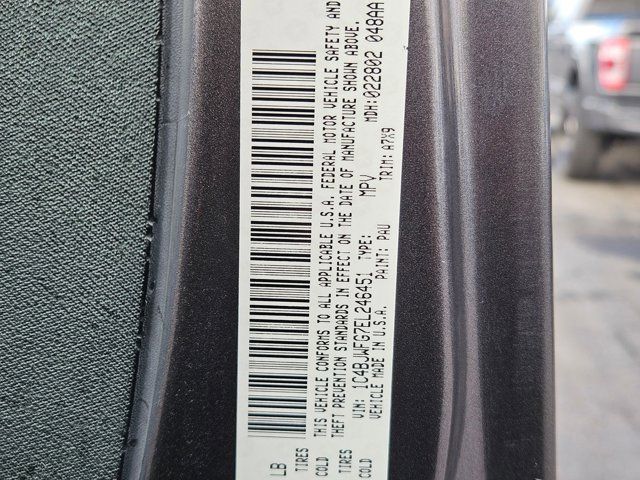 LB
TIRES
COLD
TIRES
COLD
THIS VEHICLE CONFORMS TO ALL APPLICABLE U.S.A. FEDERAL MOTOR VEHICLE SAFETY AND
THEFT PREVENTION STANDARDS IN EFFECT ON THE DATE OF MANUFACTURE SHOWN ABOVE.
VIN: 1C4BJWFG7EL246451 TYPE: MPV MDH:022802 048AA
VEHICLE MADE IN U.S.A. PAINT: PAU TRIM: A7X9